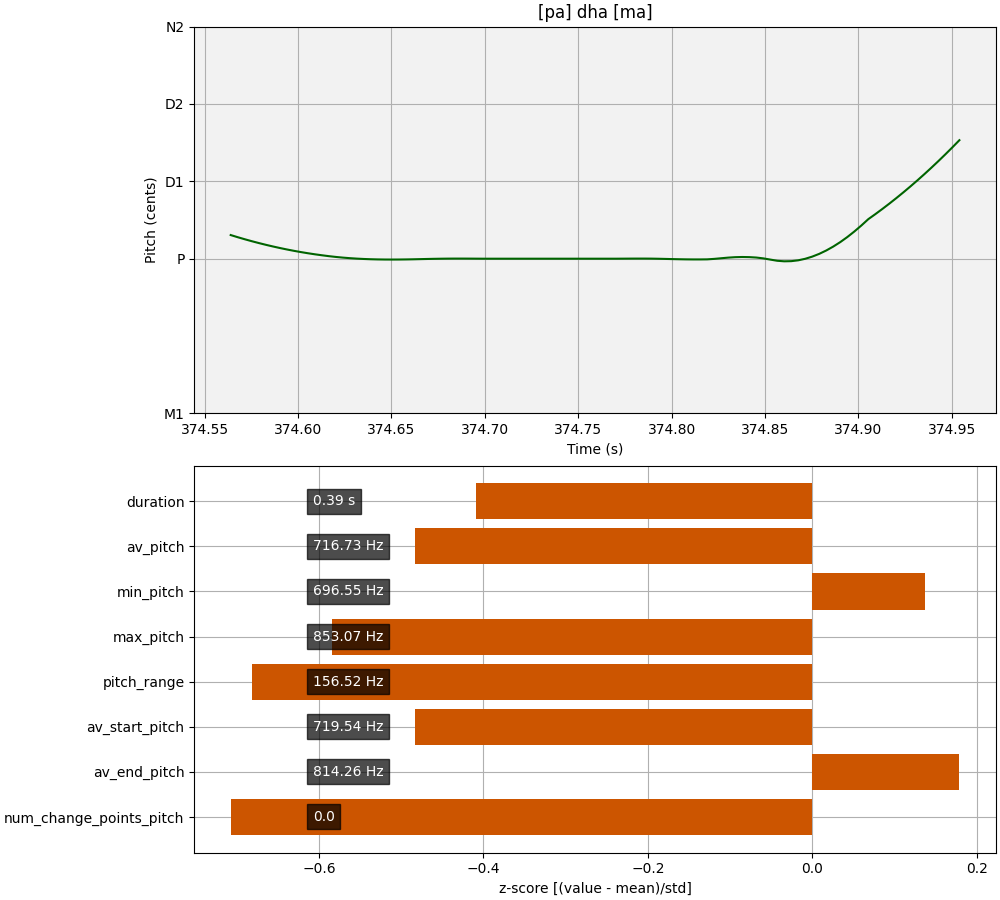 [pa] dha [ma]
N2
D2
D1
P
M1
Pitch (cents)
374.55 374.60 374.65 374.70 374.75 374.80 374.85 374.90 374.95
Time (s)
duration 0.39 s
av_pitch 716.73 Hz
min_pitch 696.55 Hz
max_pitch 853.07 Hz
pitch_range 156.52 Hz
av_start_pitch 719.54 Hz
av_end_pitch 814.26 Hz
num_change_points_pitch 0.0
−0.6 −0.4 −0.2 0.0 0.2
z-score [(value - mean)/std]